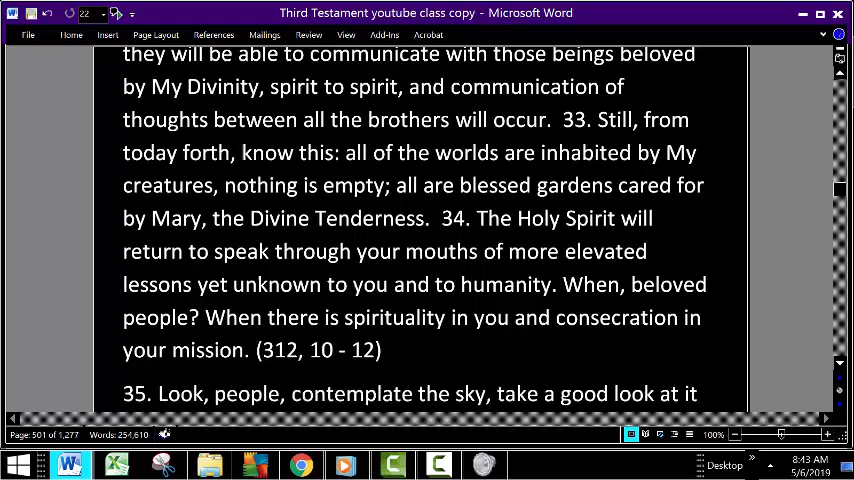 22
Third Testament youtube class copy - Microsoft Word
File Home Insert Page Layout References Mailings Review View Add-Ins Acrobat
they will be able to communicate with those beings beloved
by My Divinity, spirit to spirit, and communication of
thoughts between all the brothers will occur.  33. Still, from
today forth, know this: all of the worlds are inhabited by My
creatures, nothing is empty; all are blessed gardens cared for
by Mary, the Divine Tenderness.  34. The Holy Spirit will
return to speak through your mouths of more elevated
lessons yet unknown to you and to humanity. When, beloved
people? When there is spirituality in you and consecration in
your mission. (312, 10 - 12)
35. Look, people, contemplate the sky, take a good look at it
Page: 501 of 1,277 Words: 254,610 100%
Desktop
8:43 AM
5/6/2019